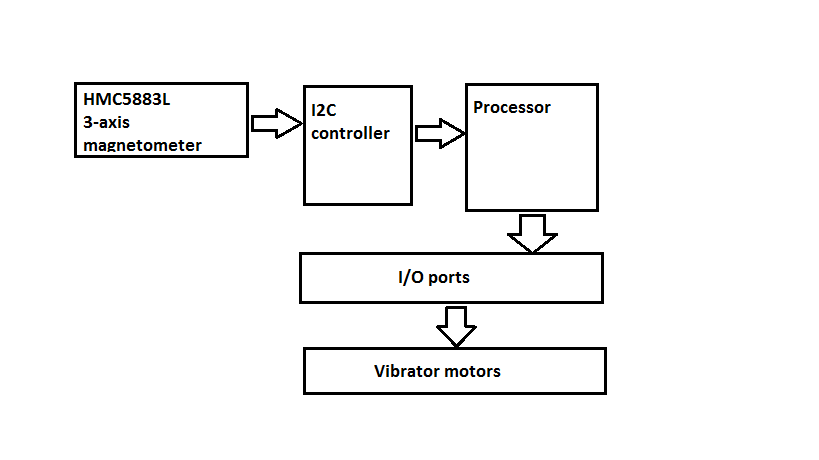 HMC5883L
3-axis
magnetometer
I2C
controller
Processor
I/O ports
Vibrator motors